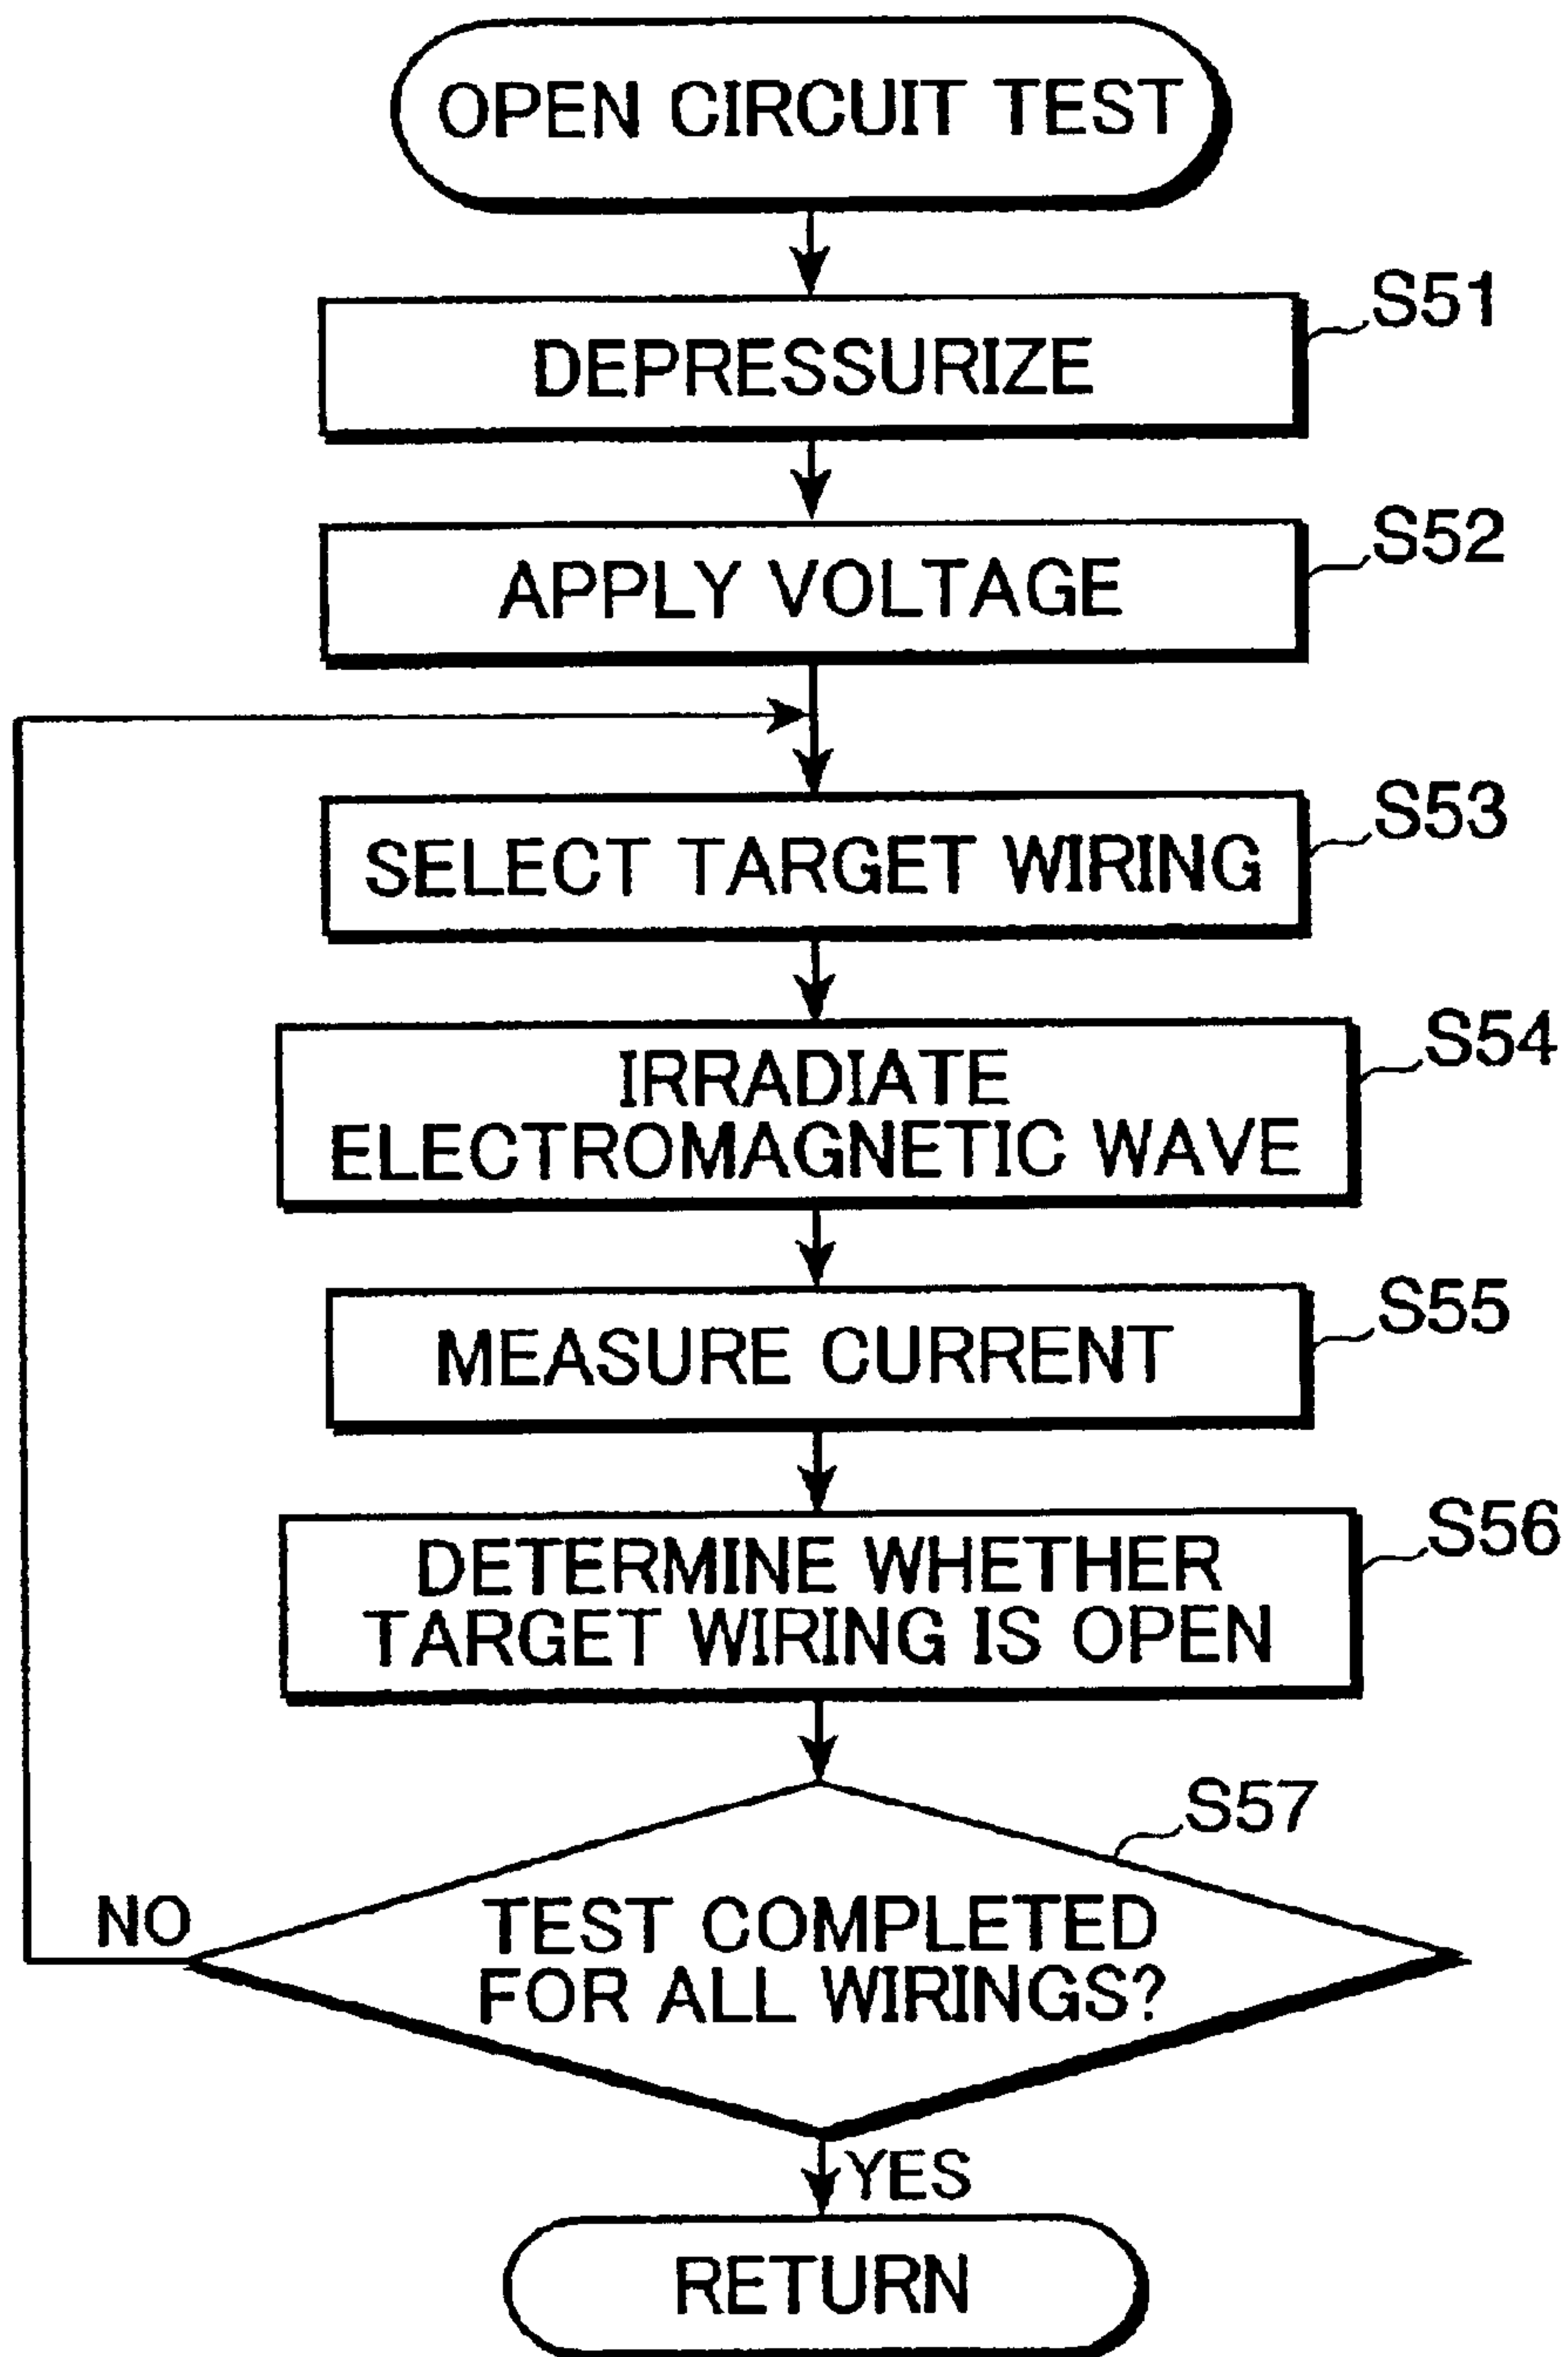 OPEN CIRCUIT TEST
S51
DEPRESSURIZE
S52
APPLY VOLTAGE
S53
SELECT TARGET WIRING
S54
IRRADIATE
ELECTROMAGNETIC WAVE
S55
MEASURE CURRENT
S56
DETERMINE WHETHER
TARGET WIRING IS OPEN
S57
NO
TEST COMPLETED
FOR ALL WIRINGS?
YES
RETURN